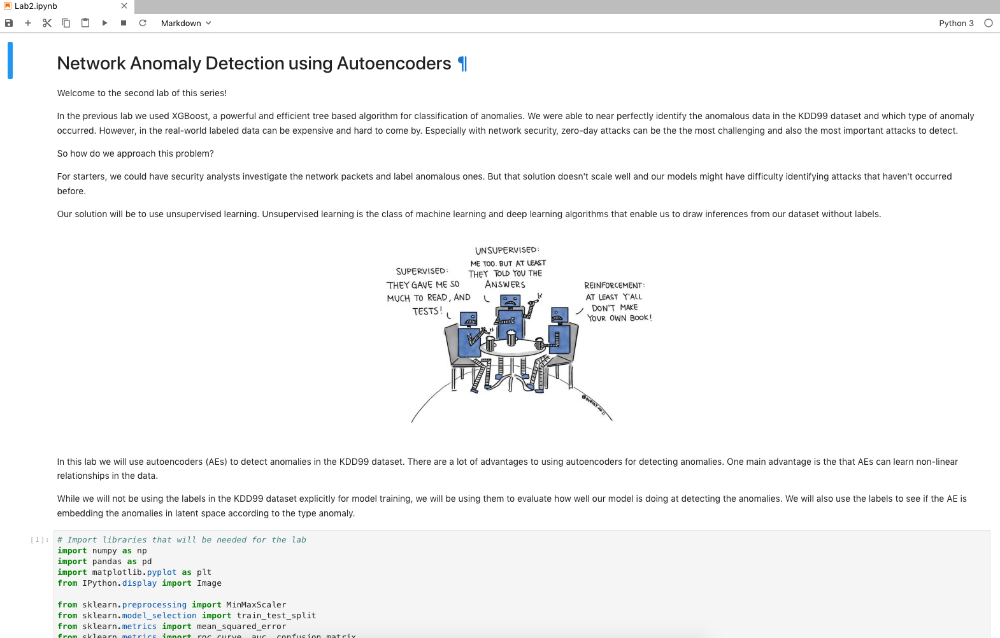 Lab2.ipynb
Markdown
Python 3
Network Anomaly Detection using Autoencoders ¶
Welcome to the second lab of this series!
In the previous lab we used XGBoost, a powerful and efficient tree based algorithm for classification of anomalies. We were able to near perfectly identify the anomalous data in the KDD99 dataset and which type of anomaly
occurred. However, in the real-world labeled data can be expensive and hard to come by. Especially with network security, zero-day attacks can be the the most challenging and also the most important attacks to detect.
So how do we approach this problem?
For starters, we could have security analysts investigate the network packets and label anomalous ones. But that solution doesn't scale well and our models might have difficulty identifying attacks that haven't occurred
before.
Our solution will be to use unsupervised learning. Unsupervised learning is the class of machine learning and deep learning algorithms that enable us to draw inferences from our dataset without labels.
SUPERVISED:
THEY GAVE ME SO
MUCH TO READ, AND
TESTS!
UNSUPERVISED:
ME TOO. BUT AT LEAST
THEY TOLD YOU THE
ANSWERS
REINFORCEMENT:
AT LEAST Y'ALL
DON'T MAKE
YOUR OWN BOOK!
In this lab we will use autoencoders (AEs) to detect anomalies in the KDD99 dataset. There are a lot of advantages to using autoencoders for detecting anomalies. One main advantage is the that AEs can learn non-linear
relationships in the data.
While we will not be using the labels in the KDD99 dataset explicitly for model training, we will be using them to evaluate how well our model is doing at detecting the anomalies. We will also use the labels to see if the AE is
embedding the anomalies in latent space according to the type anomaly.
[1]:
# Import libraries that will be needed for the lab
import numpy as np
import pandas as pd
import matplotlib.pyplot as plt
from IPython.display import Image
from sklearn.preprocessing import MinMaxScaler
from sklearn.model_selection import train_test_split
from sklearn.metrics import mean_squared_error
from sklearn.metrics import roc_curve, auc, confusion_matrix